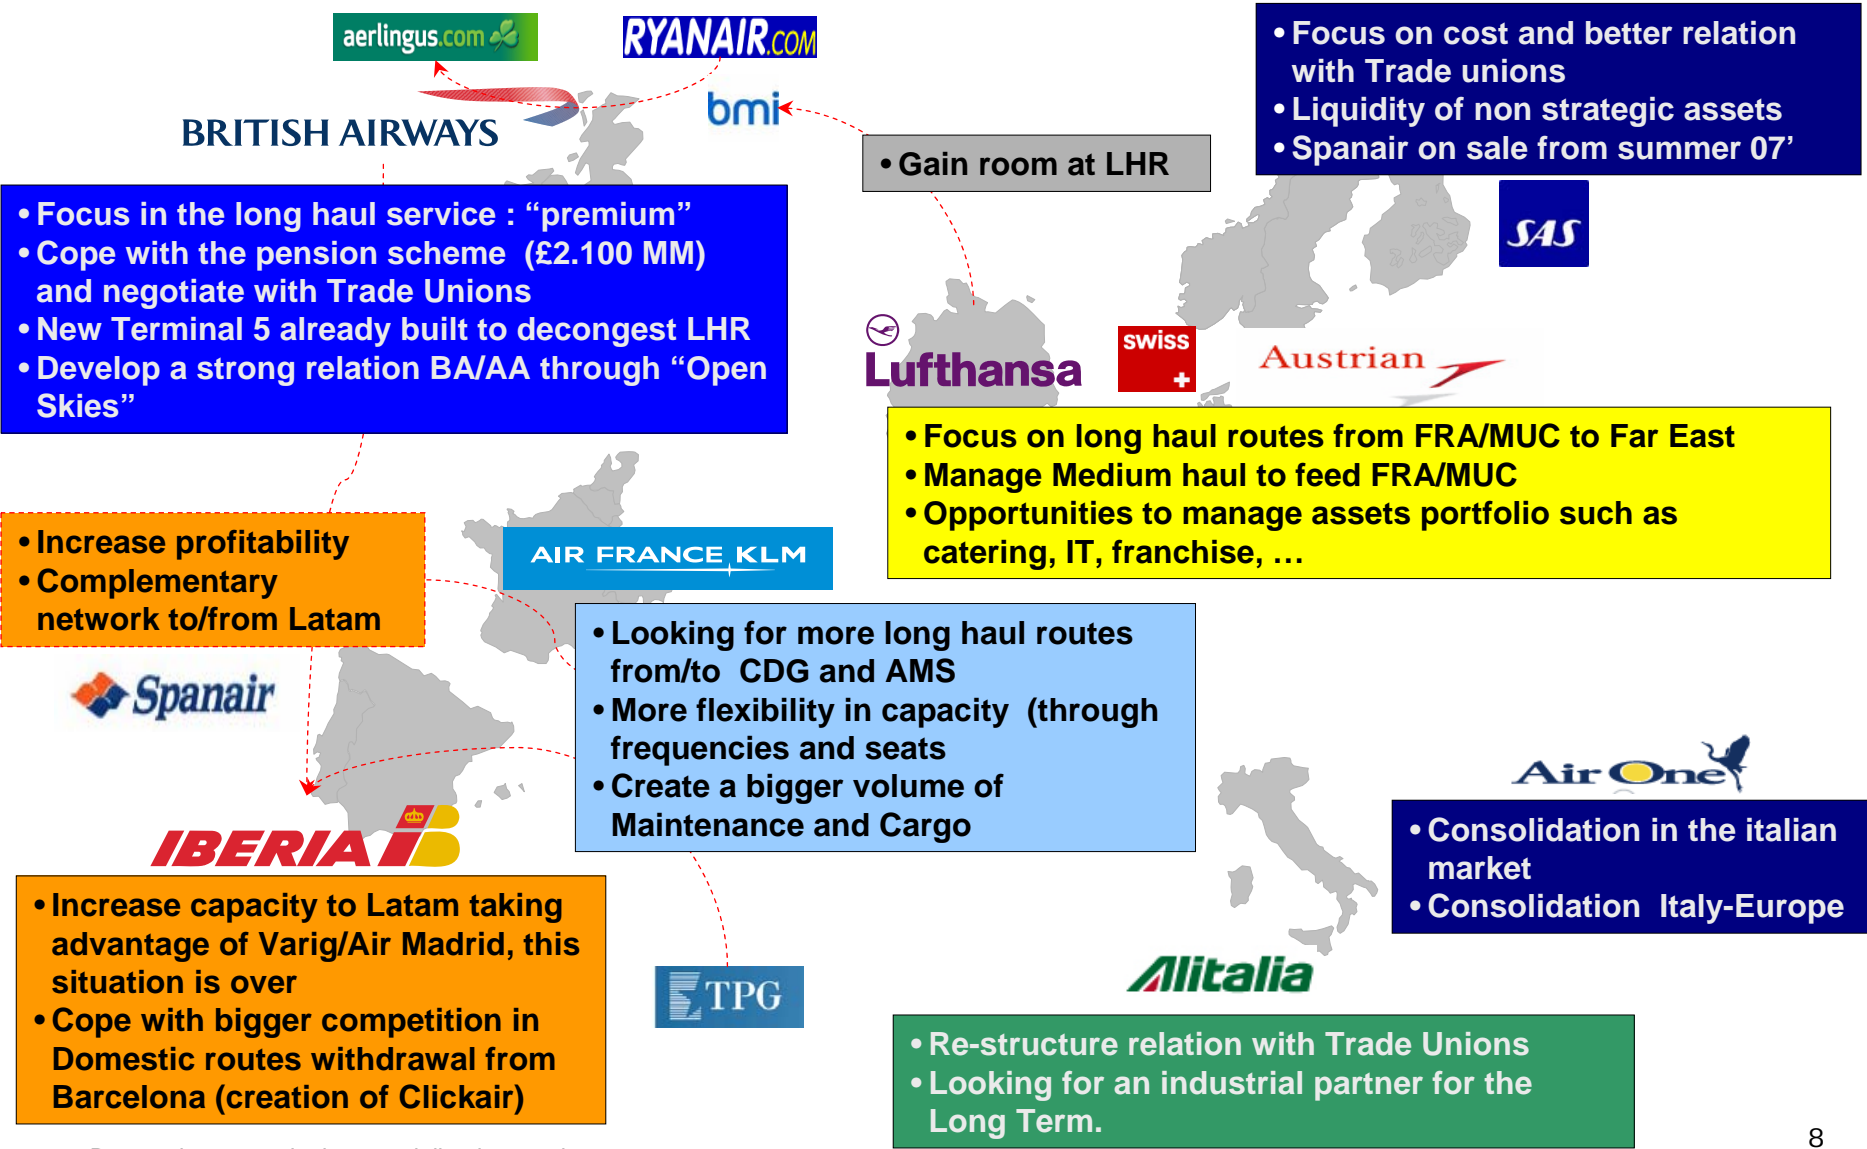 aerlingus.com
RYANAIR.COM
bmi
BRITISH AIRWAYS
• Focus on cost and better relation
with Trade unions
• Liquidity of non strategic assets
• Spanair on sale from summer 07’
SAS
• Gain room at LHR
• Focus in the long haul service : “premium”
• Cope with the pension scheme (£2.100 MM)
and negotiate with Trade Unions
• New Terminal 5 already built to decongest LHR
• Develop a strong relation BA/AA through “Open
Skies”
Lufthansa
swiss
Austrian
• Focus on long haul routes from FRA/MUC to Far East
• Manage Medium haul to feed FRA/MUC
• Opportunities to manage assets portfolio such as
catering, IT, franchise, …
• Increase profitability
• Complementary
network to/from Latam
AIR FRANCE KLM
• Looking for more long haul routes
from/to CDG and AMS
• More flexibility in capacity (through
frequencies and seats
• Create a bigger volume of
Maintenance and Cargo
Spanair
IBERIA IB
• Increase capacity to Latam taking
advantage of Varig/Air Madrid, this
situation is over
• Cope with bigger competition in
Domestic routes withdrawal from
Barcelona (creation of Clickair)
TPG
Air One
• Consolidation in the italian
market
• Consolidation Italy-Europe
Alitalia
• Re-structure relation with Trade Unions
• Looking for an industrial partner for the
Long Term.
8